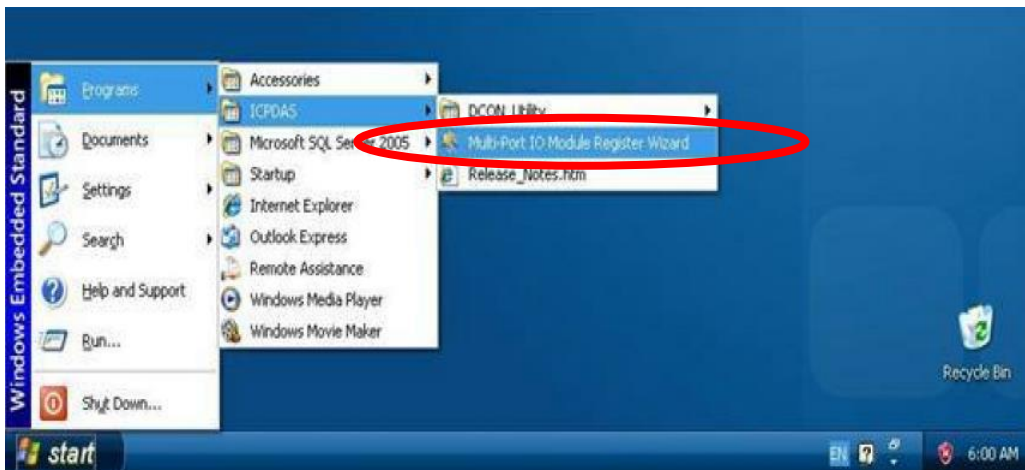 Windows Embedded Standard
Programs
Documents
Settings
Search
Help and Support
Run...
Shut Down...
Accessories
ICPDAS
Microsoft SQL Server 2005
Startup
Internet Explorer
Outlook Express
Remote Assistance
Windows Media Player
Windows Movie Maker
DCON_Utility
Multi-Port IO Module Register Wizard
Release_Notes.htm
Recycle Bin
start
EN
?
6:00 AM